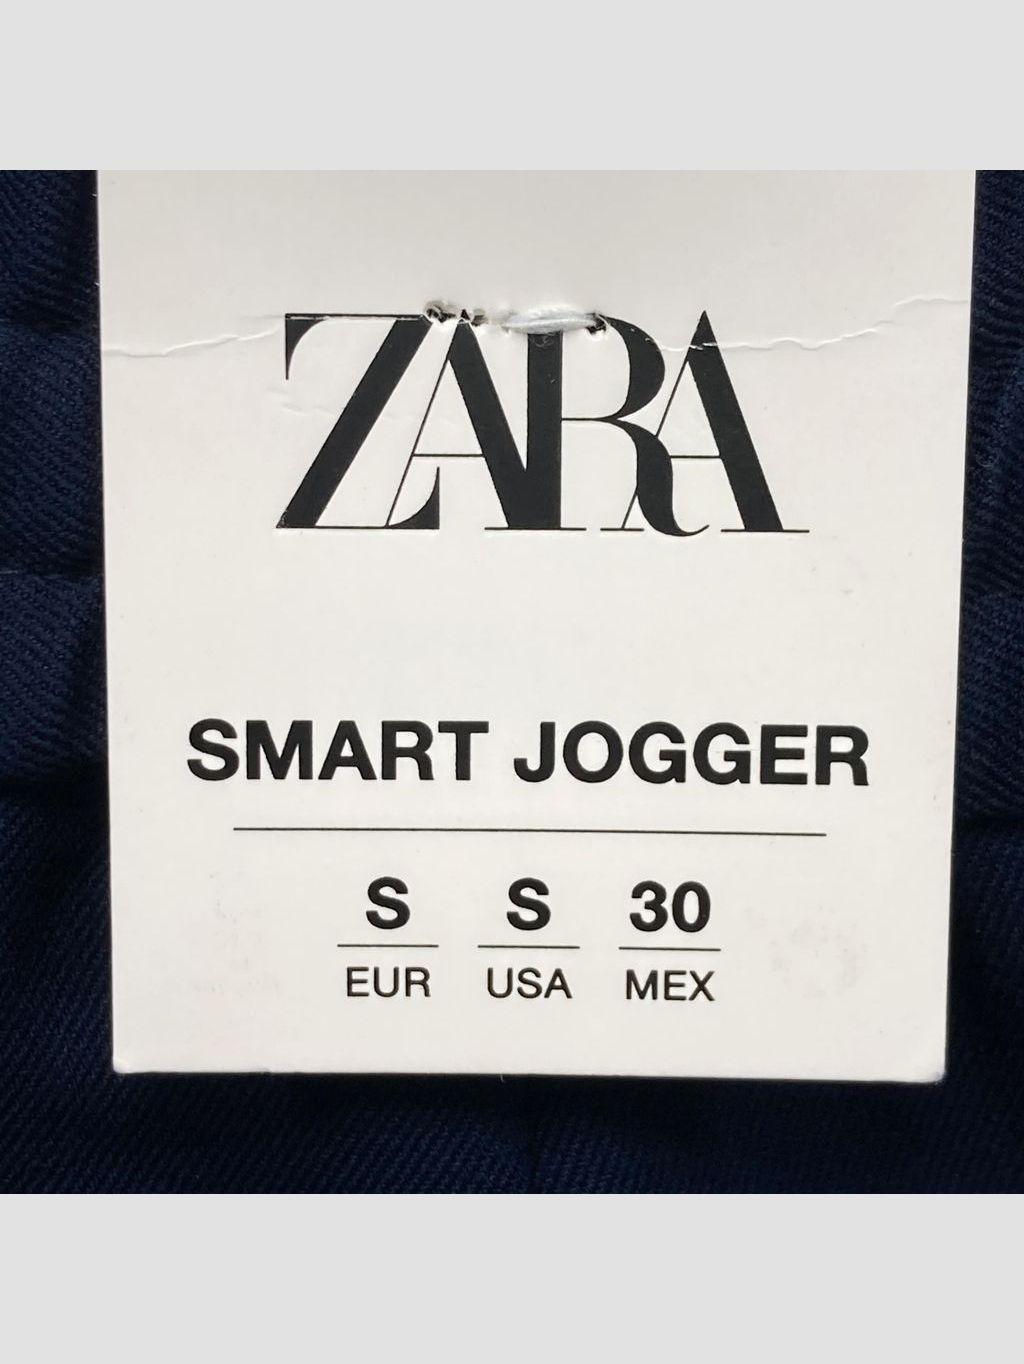 ZARA
SMART JOGGER
S S 30
EUR USA MEX